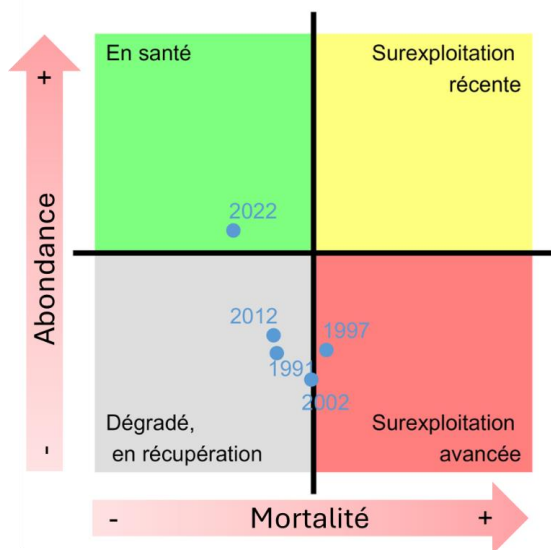 En santé
Surexploitation
récente
+
Abondance
-
2022
2012
1997
1991
2002
Dégradé,
en récupération
Surexploitation
avancée
-
Mortalité
+